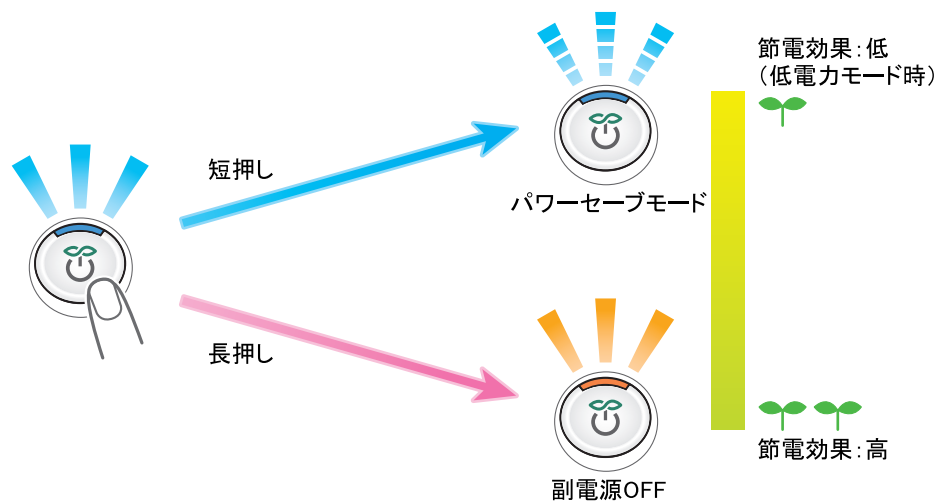 節電効果：低
（低電力モード時）
短押し
パワーセーブモード
長押し
節電効果：高
副電源OFF